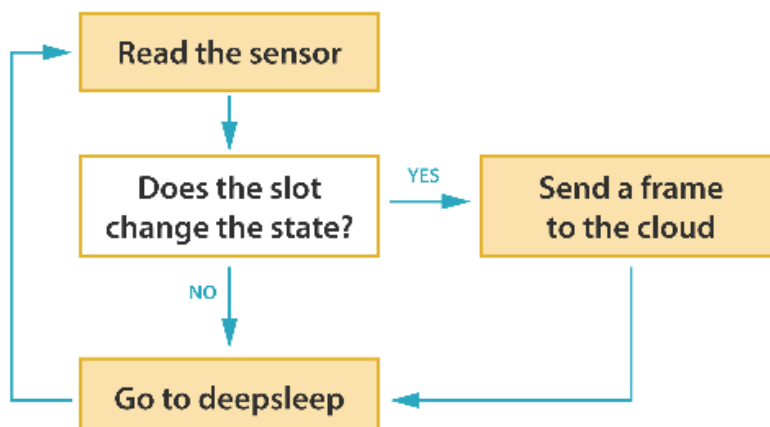 Read the sensor
Does the slot
change the state?
YES
Send a frame
to the cloud
NO
Go to deepsleep